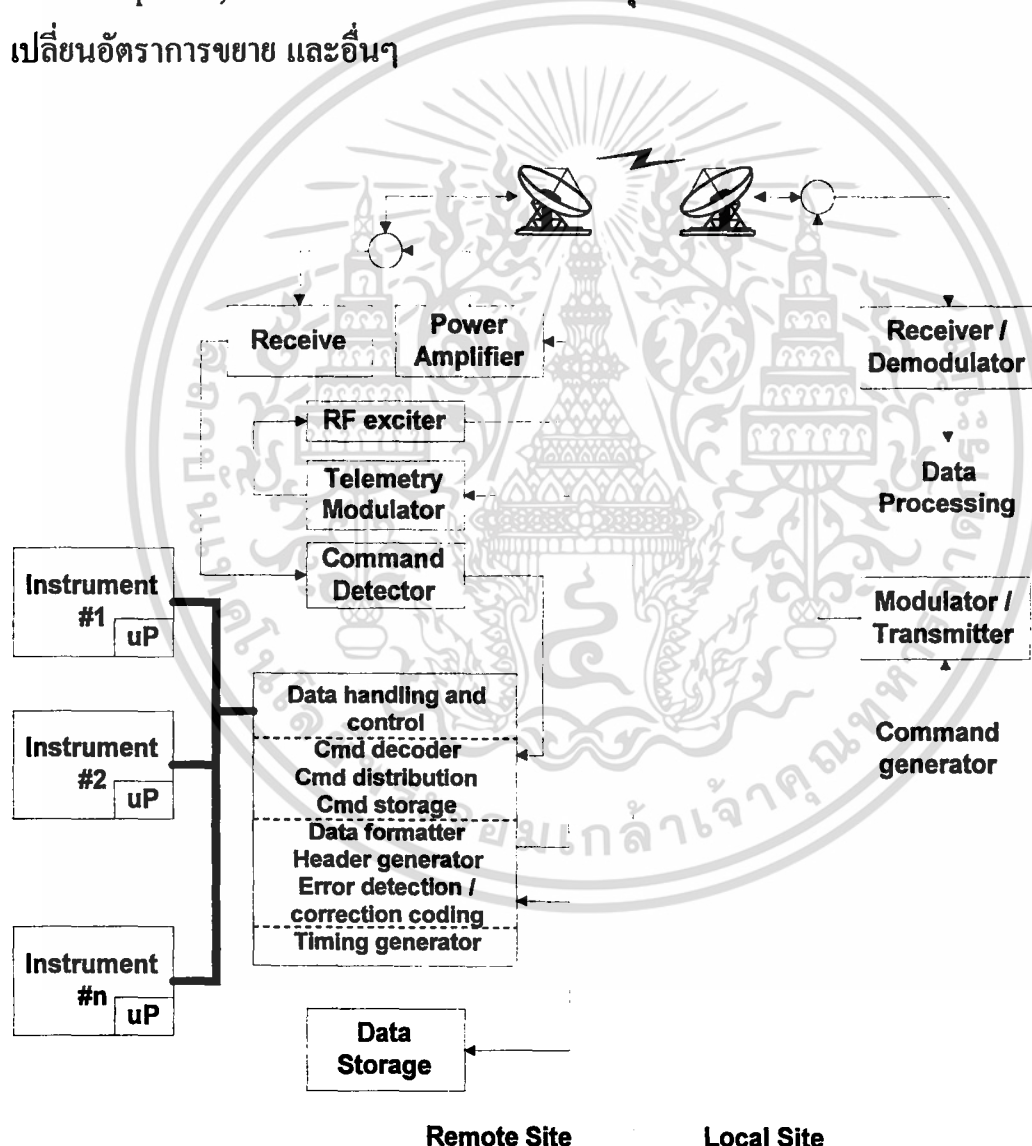 เปลี่ยนอัตราการขยาย และอื่นๆ
Receive
Power
Amplifier
Receiver /
Demodulator
RF exciter
Telemetry
Modulator
Data
Processing
Command
Detector
Instrument
#1
uP
Modulator /
Transmitter
Data handling and
control
Cmd decoder
Cmd distribution
Cmd storage
Data formatter
Header generator
Error detection /
correction coding
Timing generator
Instrument
#2
uP
Command
generator
Instrument
#n
uP
Data
Storage
Remote Site
Local Site